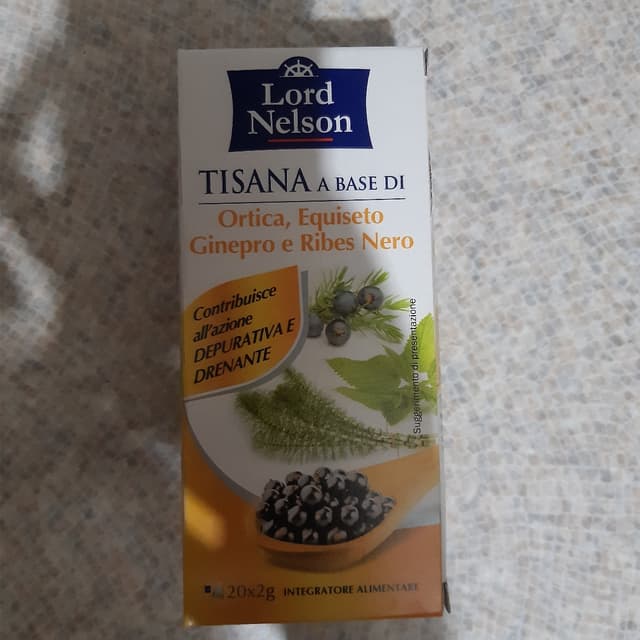 Lord
Nelson
TISANA A BASE DI
Ortica, Equiseto
Ginepro e Ribes Nero
Contribuisce
all'azione
DEPURATIVA E
DRENANTE
Suggerimento di presentazione
20x2g INTEGRATORE ALIMENTARE